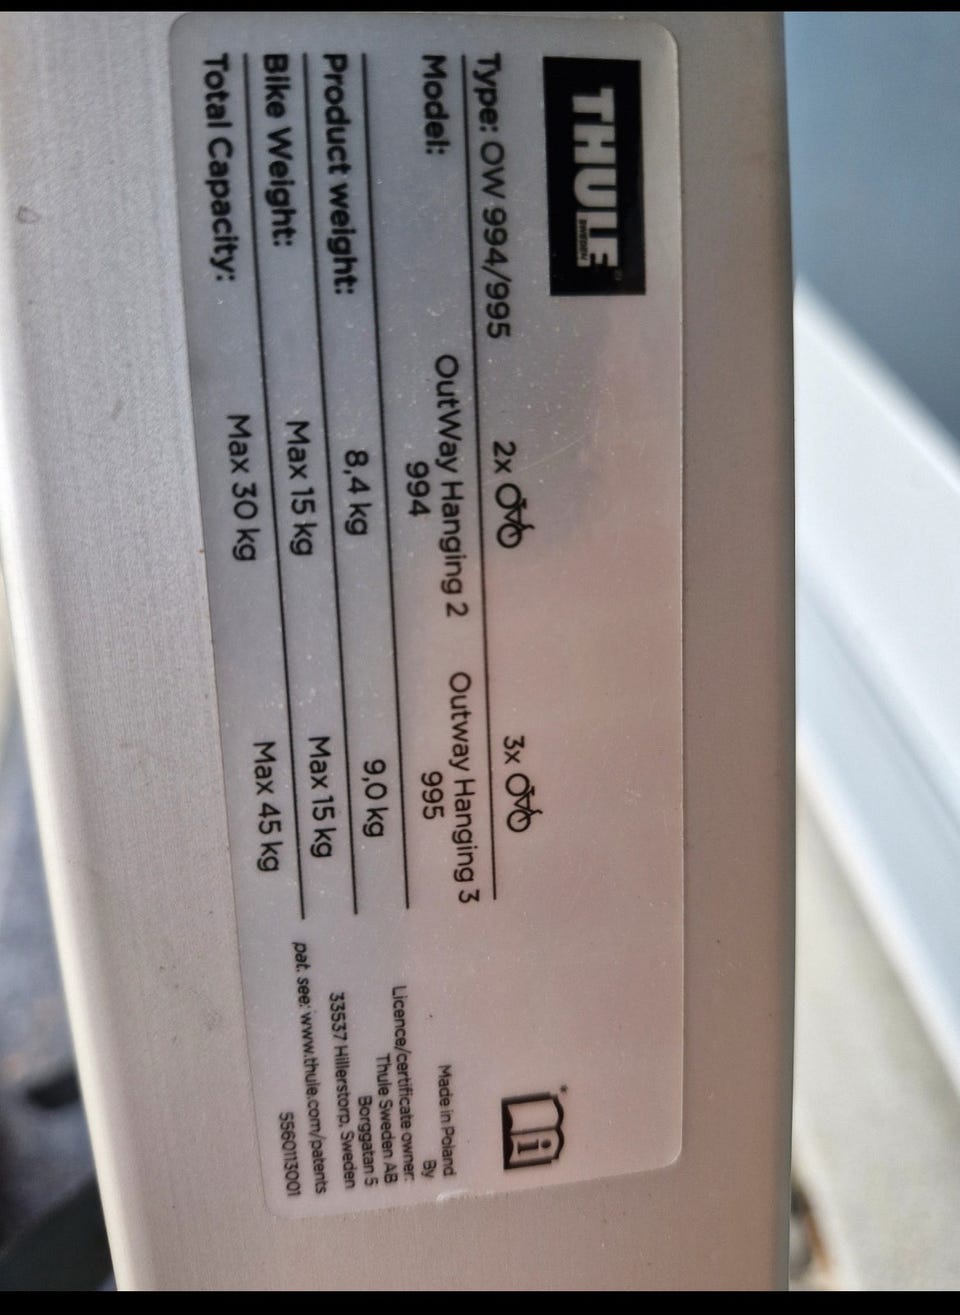 THULE
SWEDEN
Type: OW 994/995 2x 3x
Model: OutWay Hanging 2 Outway Hanging 3
994 995
Product weight: 8,4 kg 9,0 kg
Bike Weight: Max 15 kg Max 15 kg
Total Capacity: Max 30 kg Max 45 kg
Made in Poland
By
Licence/certificate owner:
Thule Sweden AB
Borggatan 5
33537 Hillerstorp, Sweden
pat. see: www.thule.com/patents
5560113001